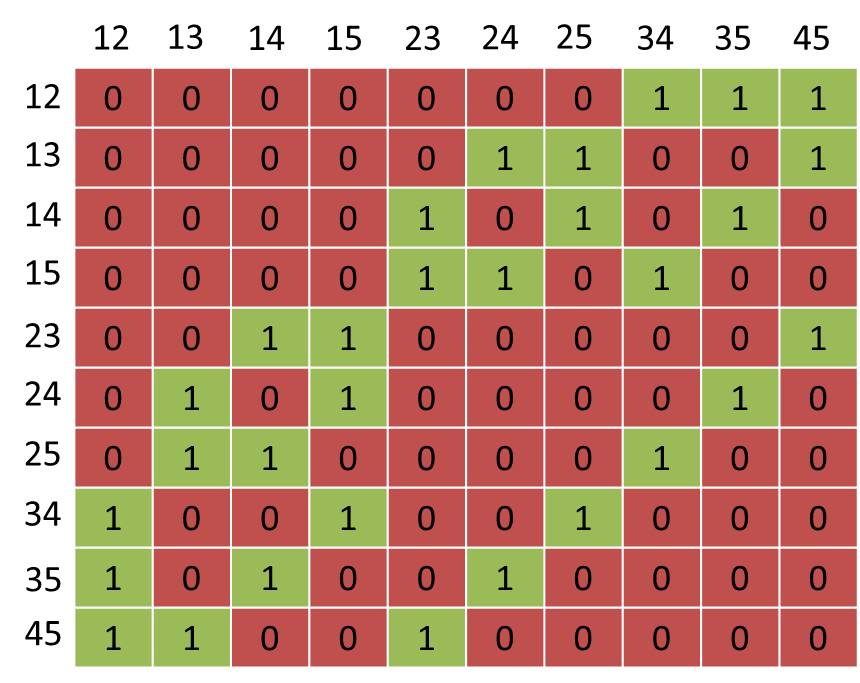 12 13 14 15 23 24 25 34 35 45
12 0 0 0 0 0 0 0 1 1 1
13 0 0 0 0 0 1 1 0 0 1
14 0 0 0 0 1 0 1 0 1 0
15 0 0 0 0 1 1 0 1 0 0
23 0 0 1 1 0 0 0 0 0 1
24 0 1 0 1 0 0 0 0 1 0
25 0 1 1 0 0 0 0 1 0 0
34 1 0 0 1 0 0 1 0 0 0
35 1 0 1 0 0 1 0 0 0 0
45 1 1 0 0 1 0 0 0 0 0